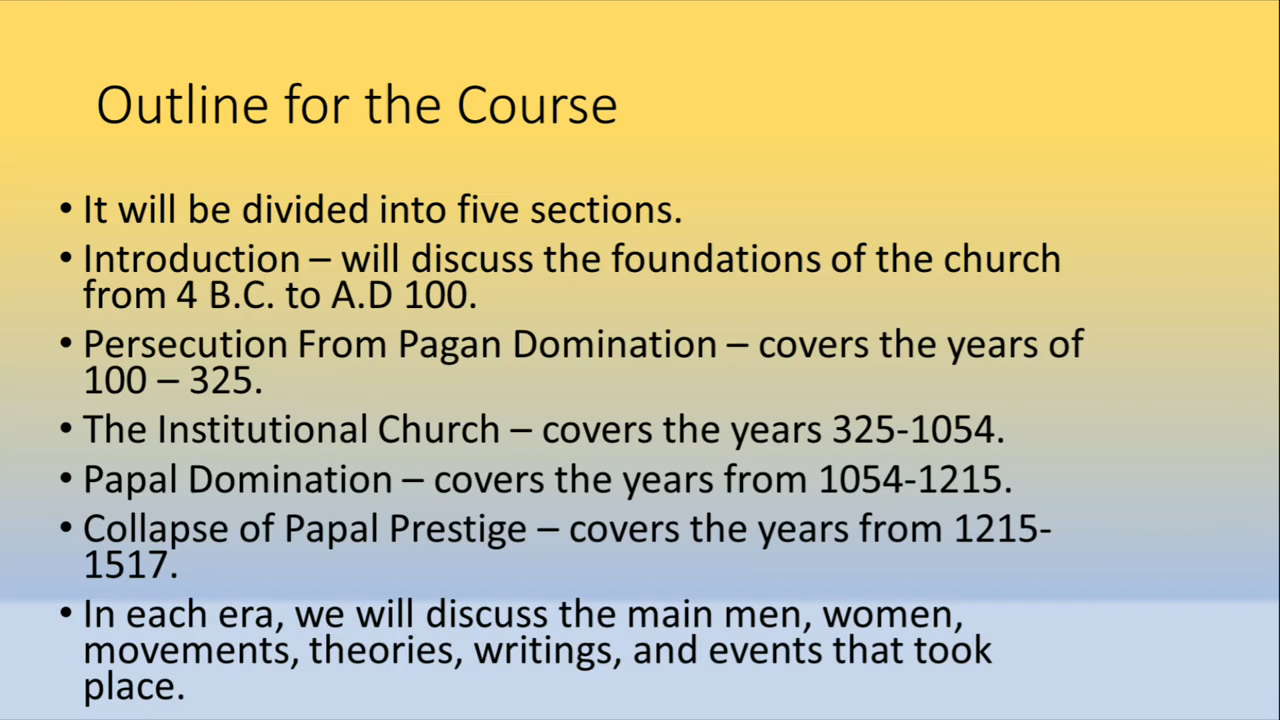 Outline for the Course
• It will be divided into five sections.
• Introduction – will discuss the foundations of the church
from 4 B.C. to A.D 100.
• Persecution From Pagan Domination – covers the years of
100 – 325.
• The Institutional Church – covers the years 325-1054.
• Papal Domination – covers the years from 1054-1215.
• Collapse of Papal Prestige – covers the years from 1215-
1517.
• In each era, we will discuss the main men, women,
movements, theories, writings, and events that took
place.